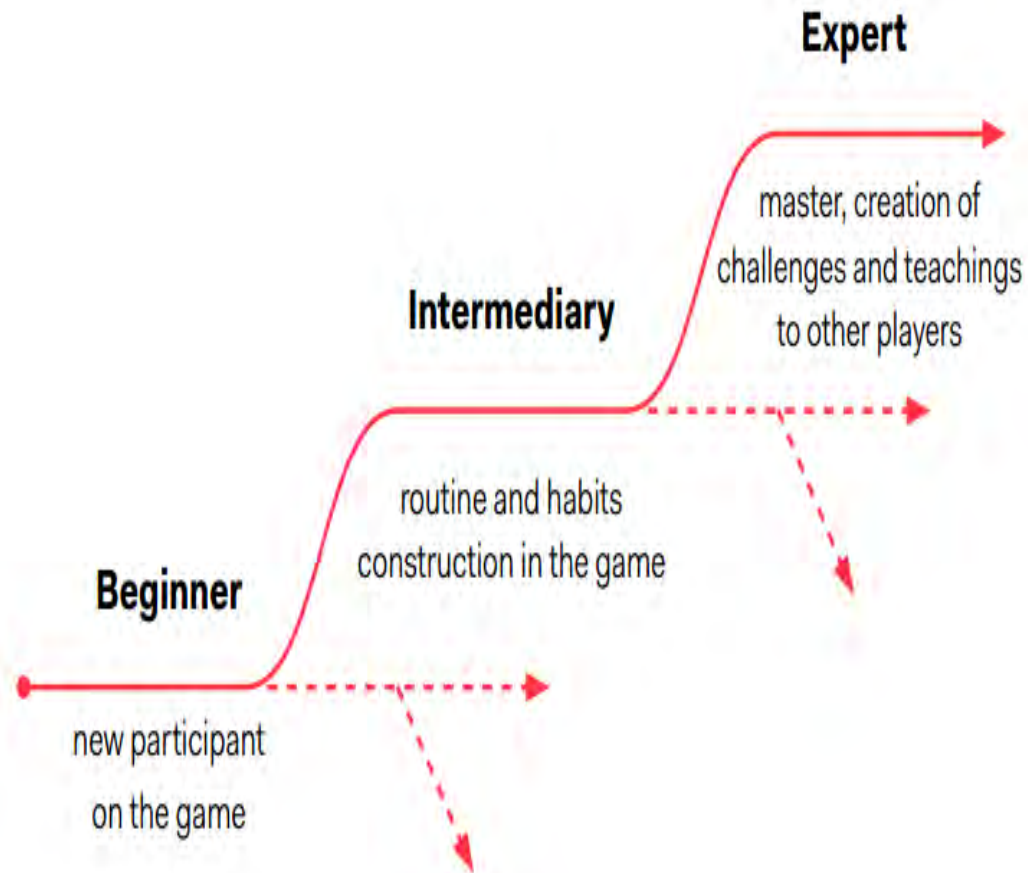 Expert
master, creation of
challenges and teachings
to other players
Intermediary
routine and habits
construction in the game
Beginner
new participant
on the game